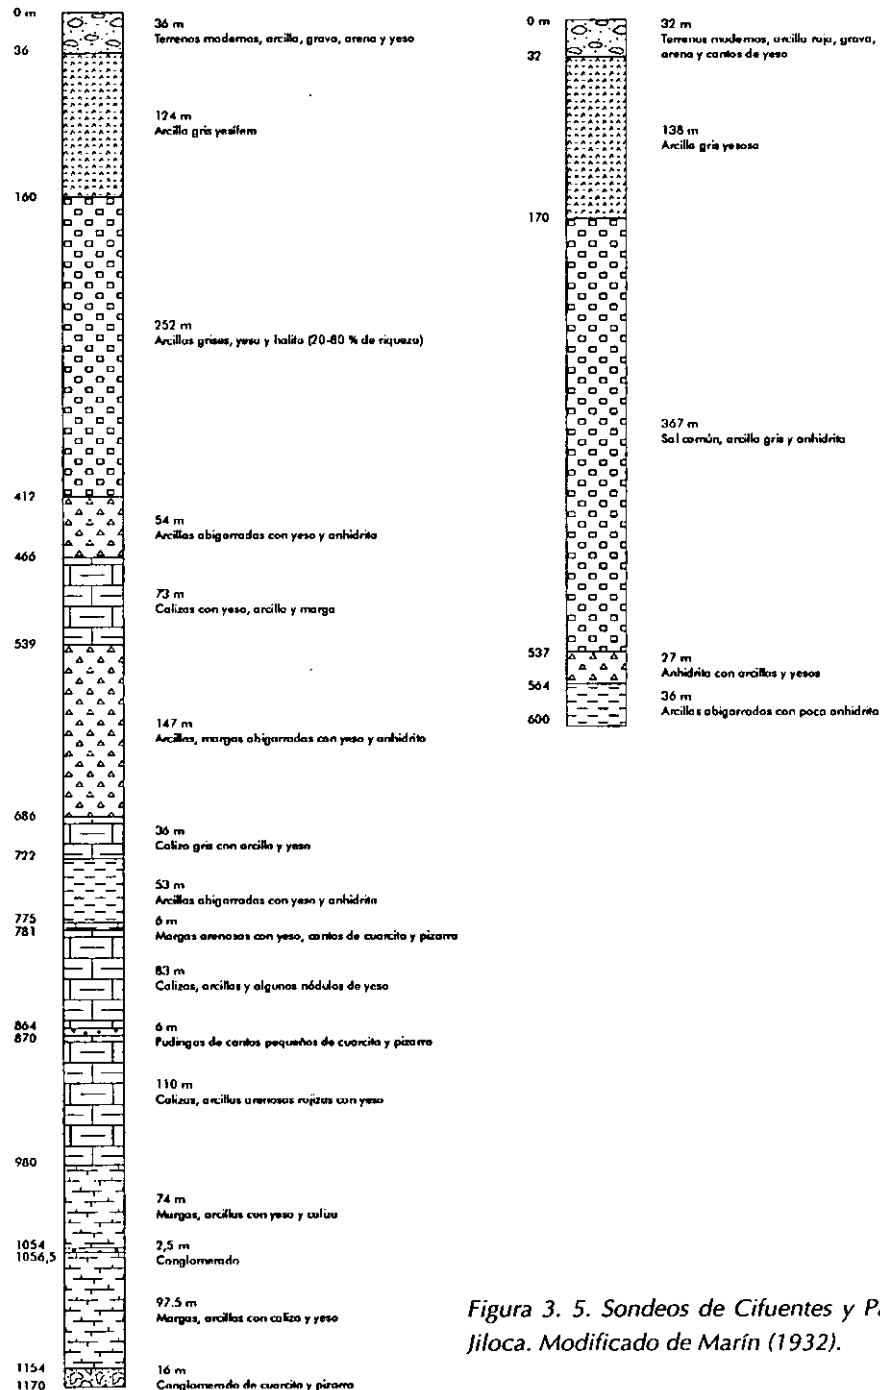 0 m
36 m
Terrenos modernos, arcilla, grava, arena y yeso
36
124 m
Arcilla gris yesífera
160
252 m
Arcillas grises, yeso y halita (20-80 % de riqueza)
412
54 m
Arcillas abigarradas con yeso y anhidrita
466
73 m
Calizas con yeso, arcilla y marga
539
147 m
Arcillas, margas abigarradas con yeso y anhidrita
686
36 m
Caliza gris con arcilla y yeso
722
53 m
Arcillas abigarradas con yeso y anhidrita
775
6 m
781
Margas arenosas con yeso, cantos de cuarcita y pizarra
83 m
Calizas, arcillas y algunos nódulos de yeso
864
6 m
870
Pudingas de cantos pequeños de cuarcita y pizarra
110 m
Calizas, arcillas arenosas rojizas con yeso
980
74 m
Margas, arcillas con yeso y caliza
1054
2,5 m
1056,5
Conglomerado
97.5 m
Margas, arcillas con caliza y yeso
1154
16 m
1170
Conglomerado de cuarcita y pizarra
0 m
32 m
Terrenos modernos, arcilla roja, grava,
arena y cantos de yeso
32
138 m
Arcilla gris yesosa
170
367 m
Sal común, arcilla gris y anhidrita
537
27 m
Anhidrita con arcillas y yesos
564
36 m
Arcillas abigarradas con poca anhidrita
600
Figura 3. 5. Sondeos de Cifuentes y
Jiloca. Modificado de Marín (1932).